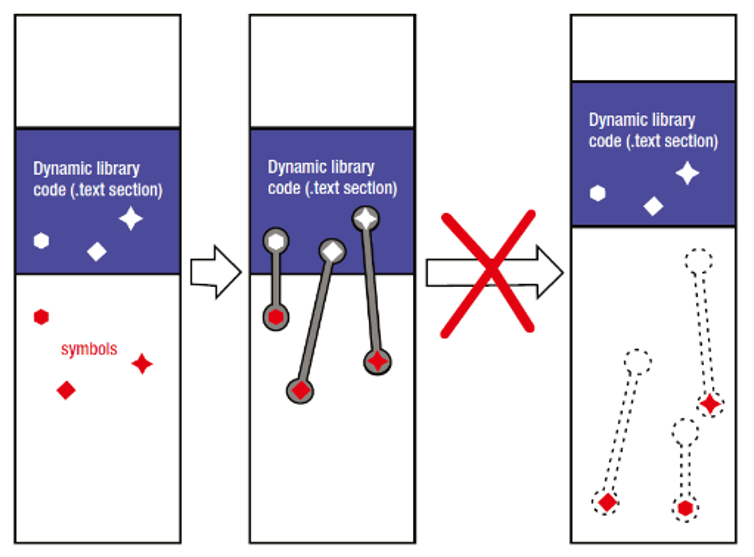 Dynamic library
code (.text section)
symbols
Dynamic library
code (.text section)
Dynamic library
code (.text section)